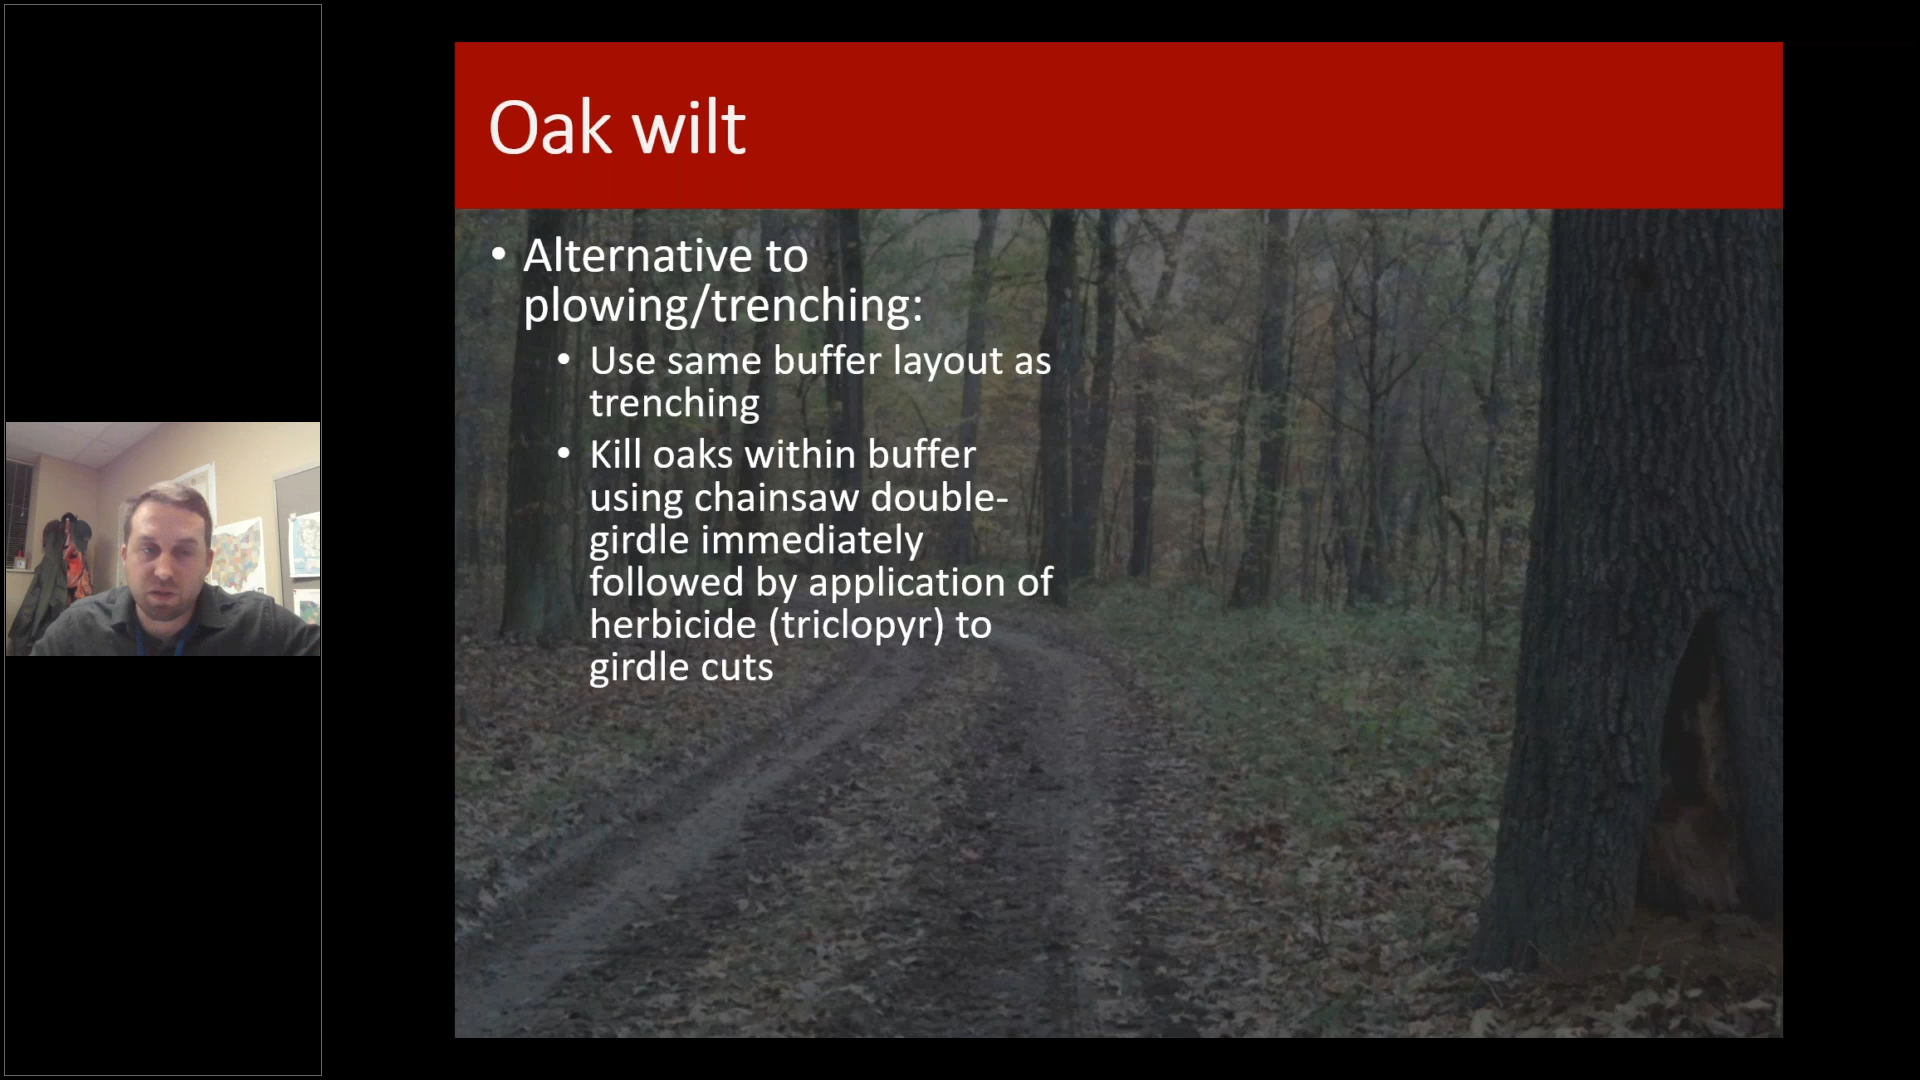 Oak wilt
• Alternative to
plowing/trenching:
• Use same buffer layout as
trenching
• Kill oaks within buffer
using chainsaw double-
girdle immediately
followed by application of
herbicide (triclopyr) to
girdle cuts